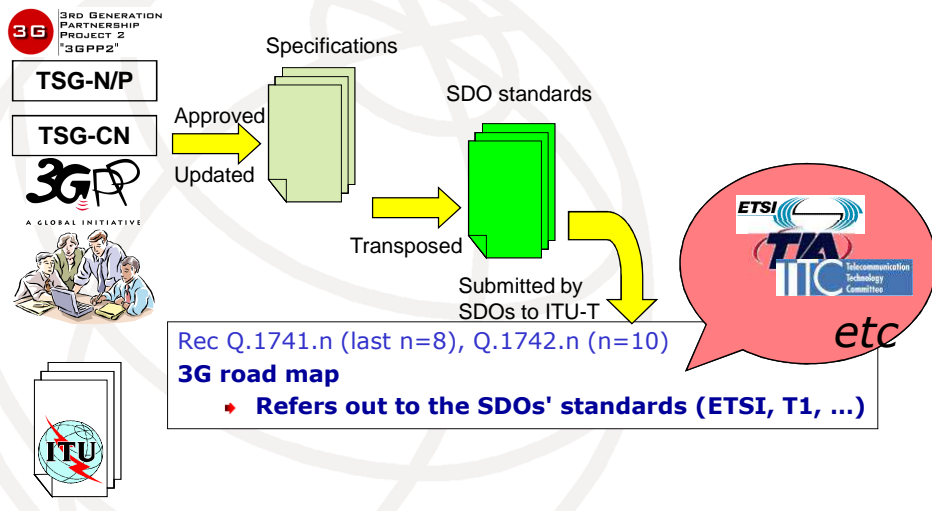 3G
3RD GENERATION
PARTNERSHIP
PROJECT 2
"3GPP2"
TSG-N/P
TSG-CN
3GPP
A GLOBAL INITIATIVE
Approved
Updated
Specifications
Transposed
SDO standards
Submitted by
SDOs to ITU-T
ETSI
TIA
TTC Telecommunication
Technology
Committee
etc
Rec Q.1741.n (last n=8), Q.1742.n (n=10)
3G road map
Refers out to the SDOs' standards (ETSI, T1, ...)
ITU